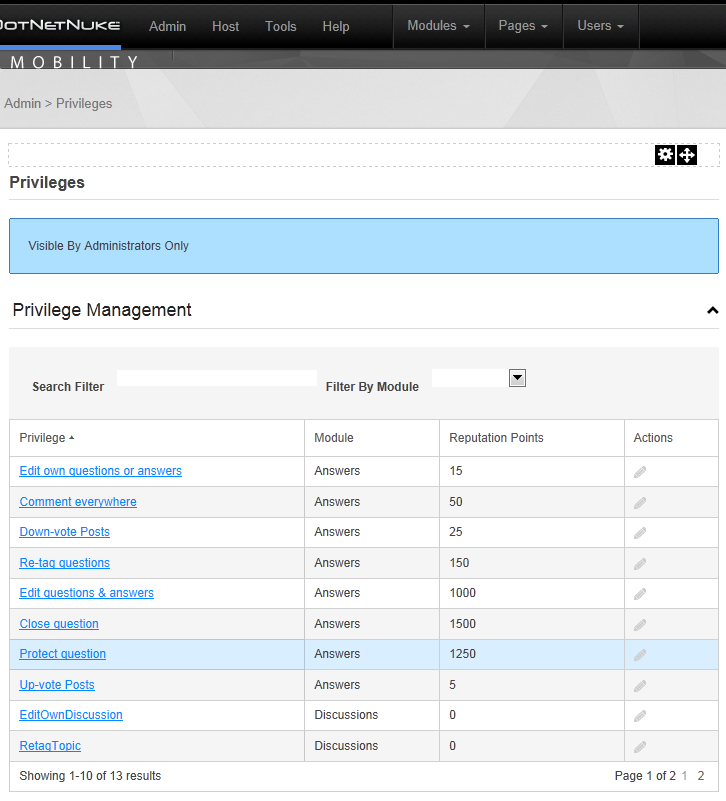 DOTNETNUKE Admin Host Tools Help Modules Pages Users
MOBILITY
Admin > Privileges
Privileges
Visible By Administrators Only
Privilege Management
Search Filter Filter By Module
Privilege Module Reputation Points Actions
Edit own questions or answers Answers 15
Comment everywhere Answers 50
Down-vote Posts Answers 25
Re-tag questions Answers 150
Edit questions & answers Answers 1000
Close question Answers 1500
Protect question Answers 1250
Up-vote Posts Answers 5
EditOwnDiscussion Discussions 0
RetagTopic Discussions 0
Showing 1-10 of 13 results Page 1 of 2 1 2